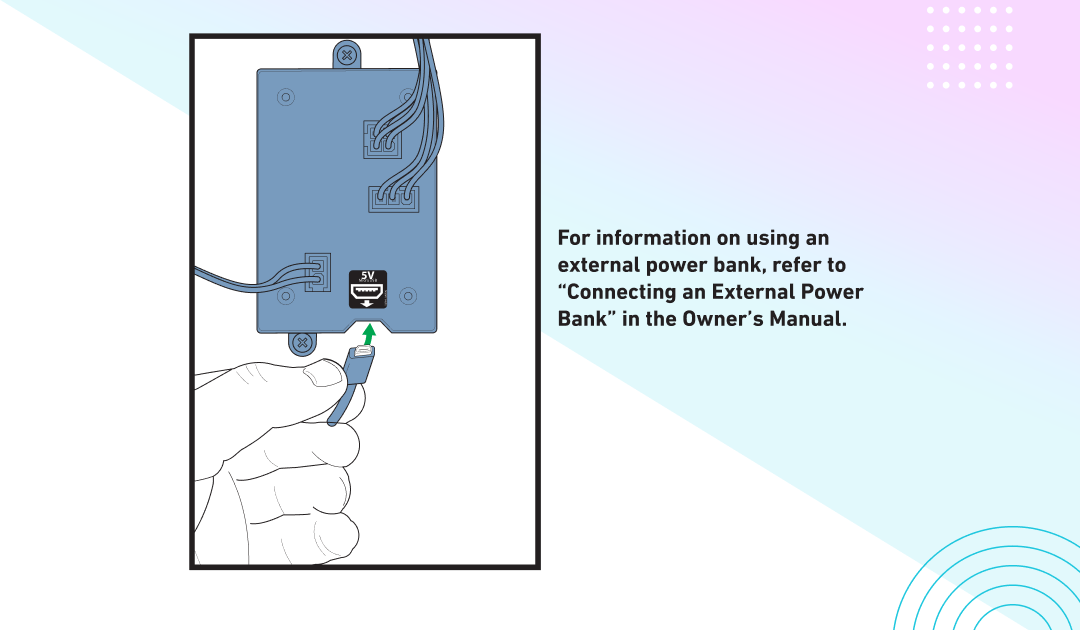 5V
For information on using an
external power bank, refer to
“Connecting an External Power
Bank” in the Owner’s Manual.